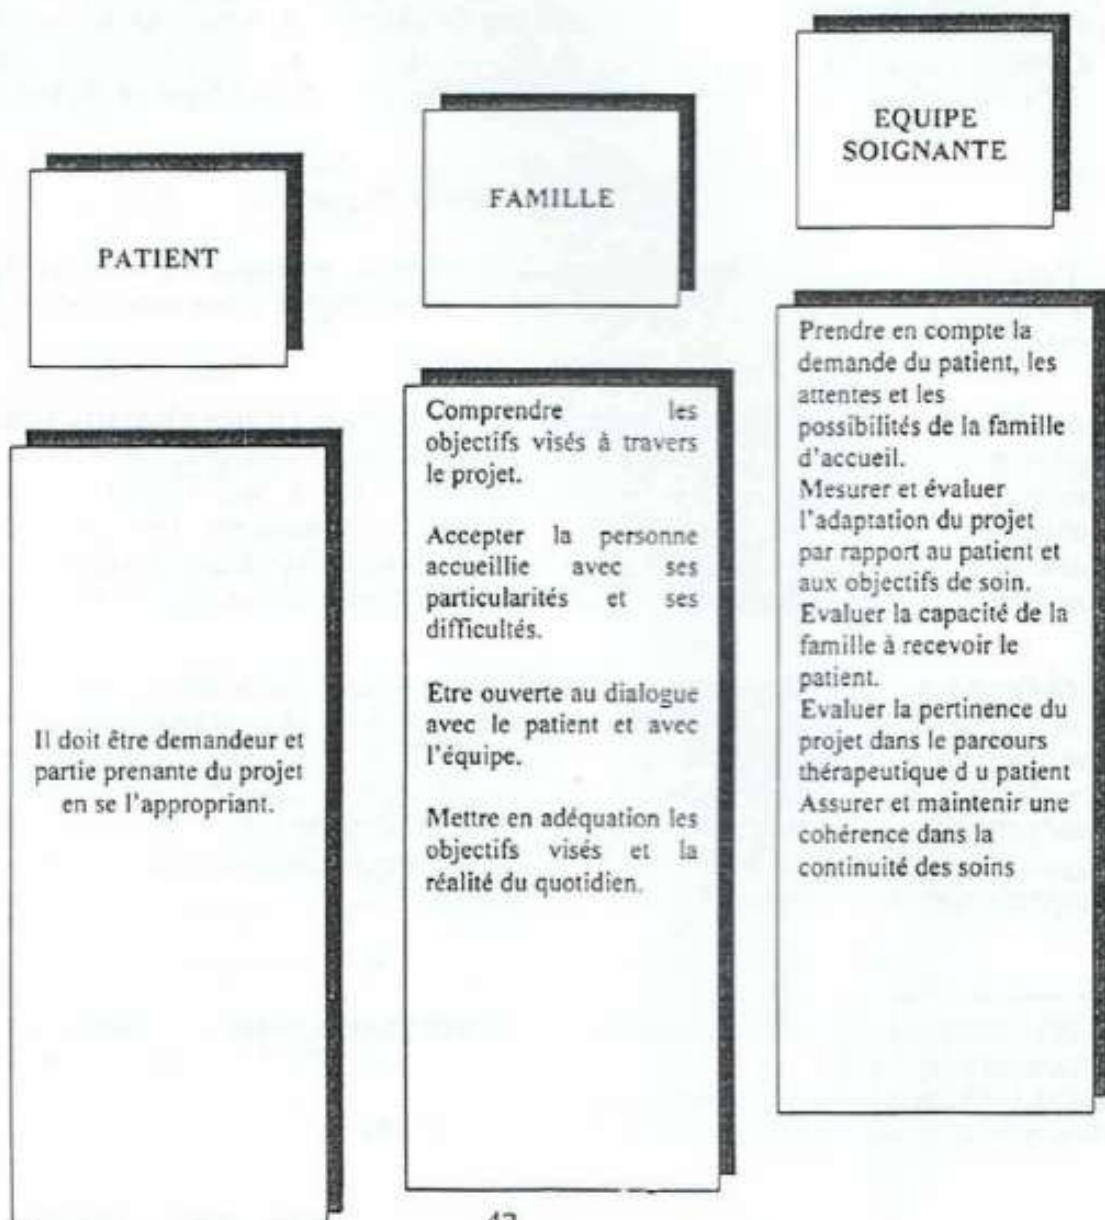 PATIENT
Il doit être demandeur et
partie prenante du projet
en se l'appropriant.
FAMILLE
Comprendre les
objectifs visés à travers
le projet.
Accepter la personne
accueillie avec ses
particularités et ses
difficultés.
Etre ouverte au dialogue
avec le patient et avec
l'équipe.
Mettre en adéquation les
objectifs visés et la
réalité du quotidien.
EQUIPE
SOIGNANTE
Prendre en compte la
demande du patient, les
attentes et les
possibilités de la famille
d'accueil.
Mesurer et évaluer
l'adaptation du projet
par rapport au patient et
aux objectifs de soin.
Evaluer la capacité de la
famille à recevoir le
patient.
Evaluer la pertinence du
projet dans le parcours
thérapeutique d u patient
Assurer et maintenir une
cohérence dans la
continuité des soins